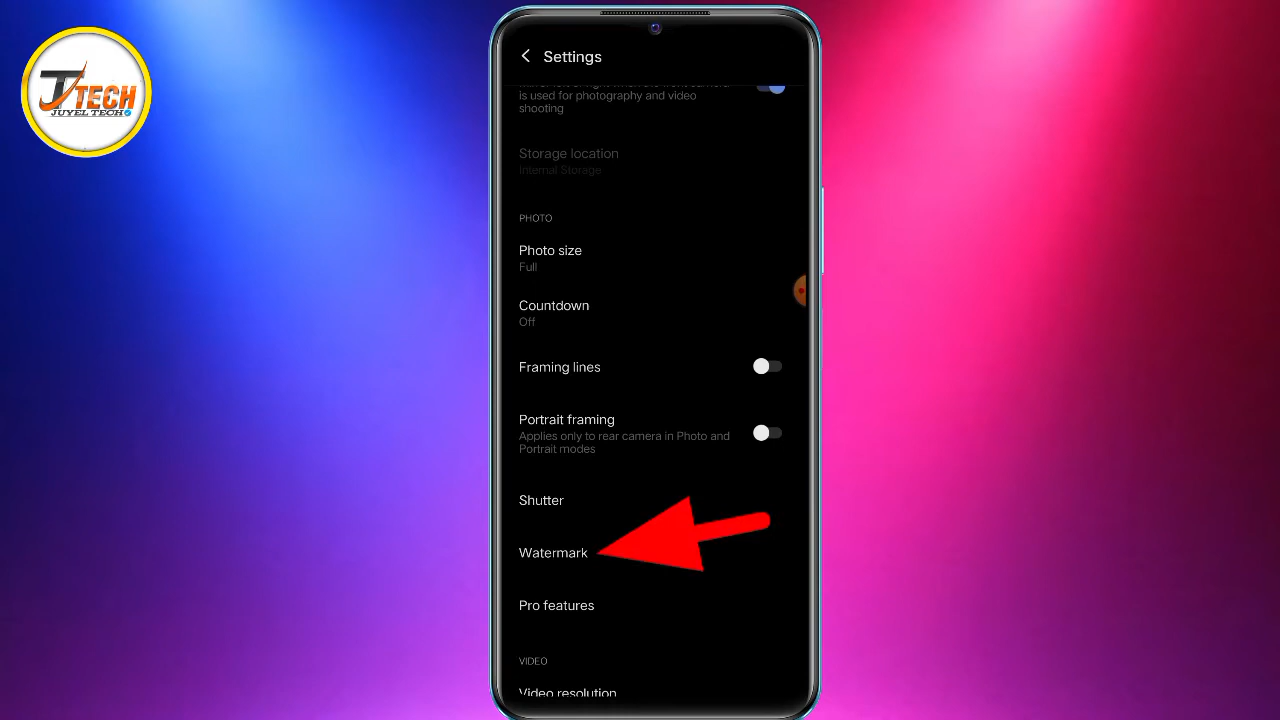 TECH
JUYEL TECH
Settings
is used for photography and video
shooting
Storage location
Internal Storage
PHOTO
Photo size
Full
Countdown
Off
Framing lines
Portrait framing
Applies only to rear camera in Photo and
Portrait modes
Shutter
Watermark
Pro features
VIDEO
Video resolution